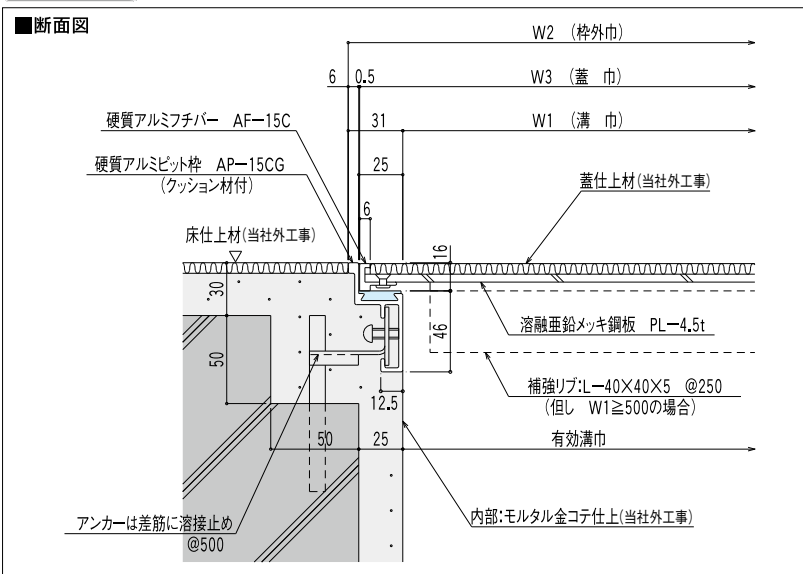 ■断面図
W2 （枠外巾）
6 0.5 W3 （蓋 巾）
硬質アルミフチバー AF－15C
31 W1 （溝 巾）
硬質アルミピット枠 AP－15CG
（クッション材付）
25
蓋仕上材(当社外工事)
6
床仕上材(当社外工事)
16
30
溶融亜鉛メッキ鋼板 PL－4.5t
46
50
補強リブ:L－40×40×5 @250
（但し W1≧500の場合）
12.5
50 25 有効溝巾
アンカーは差筋に溶接止め
@500
内部:モルタル金コテ仕上(当社外工事)